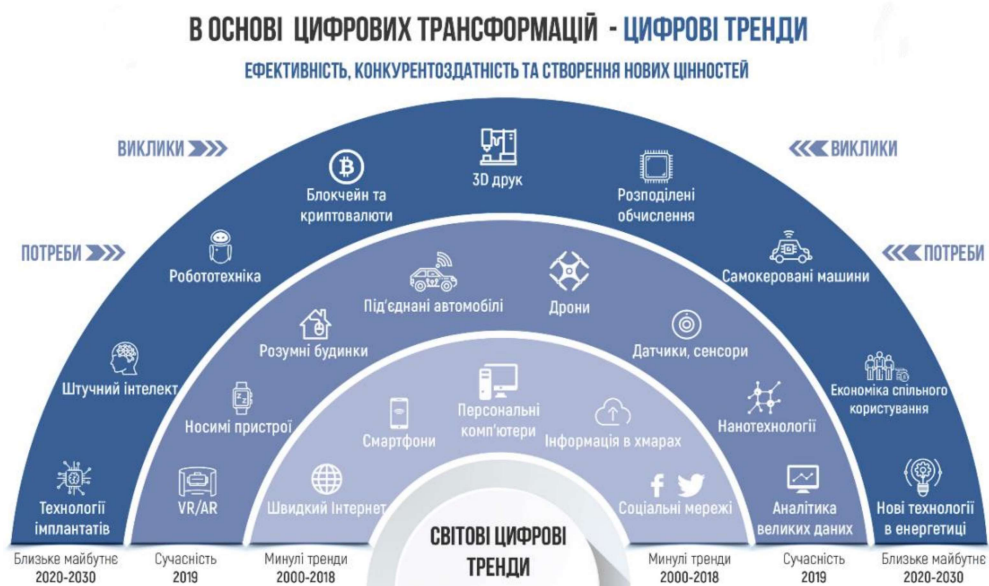 В ОСНОВІ ЦИФРОВИХ ТРАНСФОРМАЦІЙ - ЦИФРОВІ ТРЕНДИ
ЕФЕКТИВНІСТЬ, КОНКУРЕНТОЗДАТНІСТЬ ТА СТВОРЕННЯ НОВИХ ЦІННОСТЕЙ
ВИКЛИКИ
ВИКЛИКИ
ПОТРЕБИ
ПОТРЕБИ
Технології
імплантатів
Штучний інтелект
Робототехніка
Блокчейн та
криптовалюти
3D друк
Розподілені
обчислення
Самокеровані машини
Економіка спільного
користування
Нові технології
в енергетиці
VR/AR
Носимі пристрої
Розумні будинки
Під'єднані автомобілі
Дрони
Датчики, сенсори
Нанотехнології
Аналітика
великих даних
Швидкий Інтернет
Смартфони
Персональні
комп'ютери
Інформація в хмарах
Соціальні мережі
СВІТОВІ ЦИФРОВІ
ТРЕНДИ
Близьке майбутнє
2020-2030
Сучасність
2019
Минулі тренди
2000-2018
Минулі тренди
2000-2018
Сучасність
2019
Близьке майбутнє
2020-2030